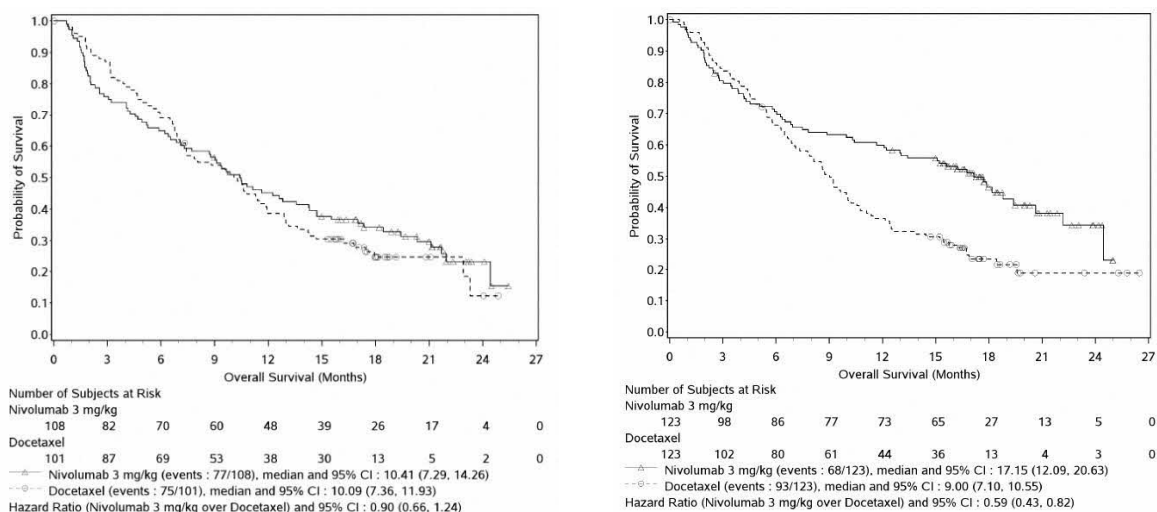 1.0
0.9
0.8
0.7
0.6
0.5
0.4
0.3
0.2
0.1
0.0
Probability of Survival
0 3 6 9 12 15 18 21 24 27
Overall Survival (Months)
Number of Subjects at Risk
Nivolumab 3 mg/kg
108 82 70 60 48 39 26 17 4 0
Docetaxel
101 87 69 53 38 30 13 5 2 0
Nivolumab 3 mg/kg (events : 77/108), median and 95% CI : 10.41 (7.29, 14.26)
Docetaxel (events : 75/101), median and 95% CI : 10.09 (7.36, 11.93)
Hazard Ratio (Nivolumab 3 mg/kg over Docetaxel) and 95% CI : 0.90 (0.66, 1.24)
1.0
0.9
0.8
0.7
0.6
0.5
0.4
0.3
0.2
0.1
0.0
Probability of Survival
0 3 6 9 12 15 18 21 24 27
Overall Survival (Months)
Number of Subjects at Risk
Nivolumab 3 mg/kg
123 98 86 77 73 65 27 13 5 0
Docetaxel
123 102 80 61 44 36 13 4 3 0
Nivolumab 3 mg/kg (events : 68/123), median and 95% CI : 17.15 (12.09, 20.63)
Docetaxel (events : 93/123), median and 95% CI : 9.00 (7.10, 10.55)
Hazard Ratio (Nivolumab 3 mg/kg over Docetaxel) and 95% CI : 0.59 (0.43, 0.82)